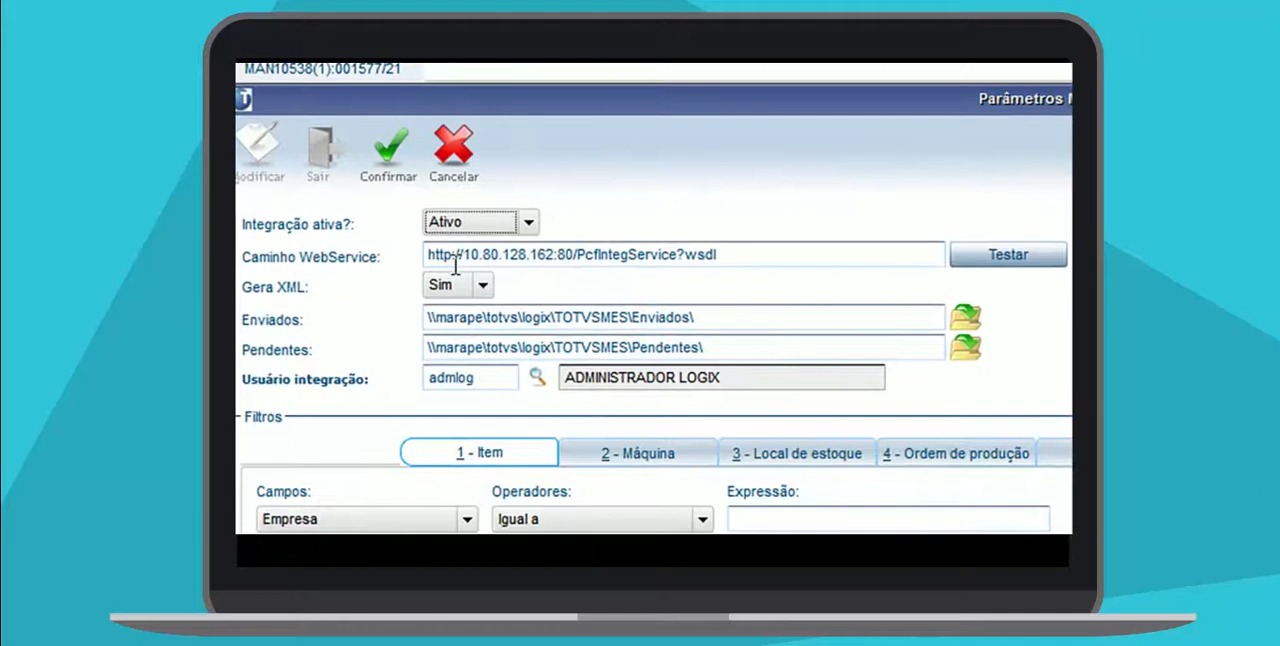 MAN10538(1):001577/21
Parâmetros
Modificar Sair Confirmar Cancelar
Integração ativa?: Ativo
Caminho WebService: http://10.80.128.162:80/PcfIntegService?wsdl Testar
Gera XML: Sim
Enviados: \\marape\totvs\logix\TOTVSMES\Enviados\
Pendentes: \\marape\totvs\logix\TOTVSMES\Pendentes\
Usuário integração: admlog ADMINISTRADOR LOGIX
Filtros
1 - Item 2 - Máquina 3 - Local de estoque 4 - Ordem de produção
Campos: Operadores: Expressão:
Empresa Igual a